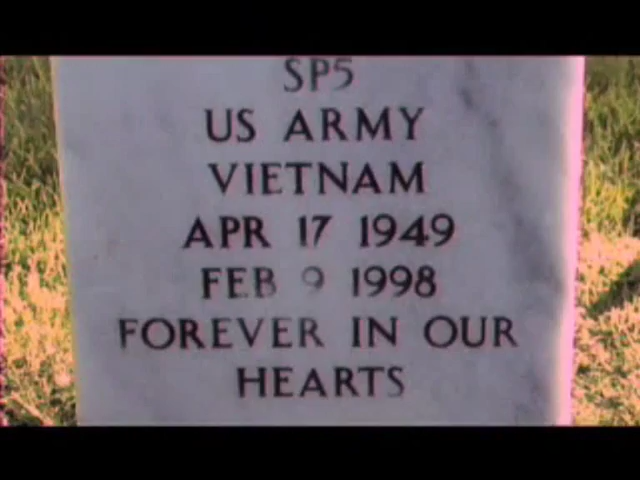 SP5
US ARMY
VIETNAM
APR 17 1949
FEB 9 1998
FOREVER IN OUR
HEARTS